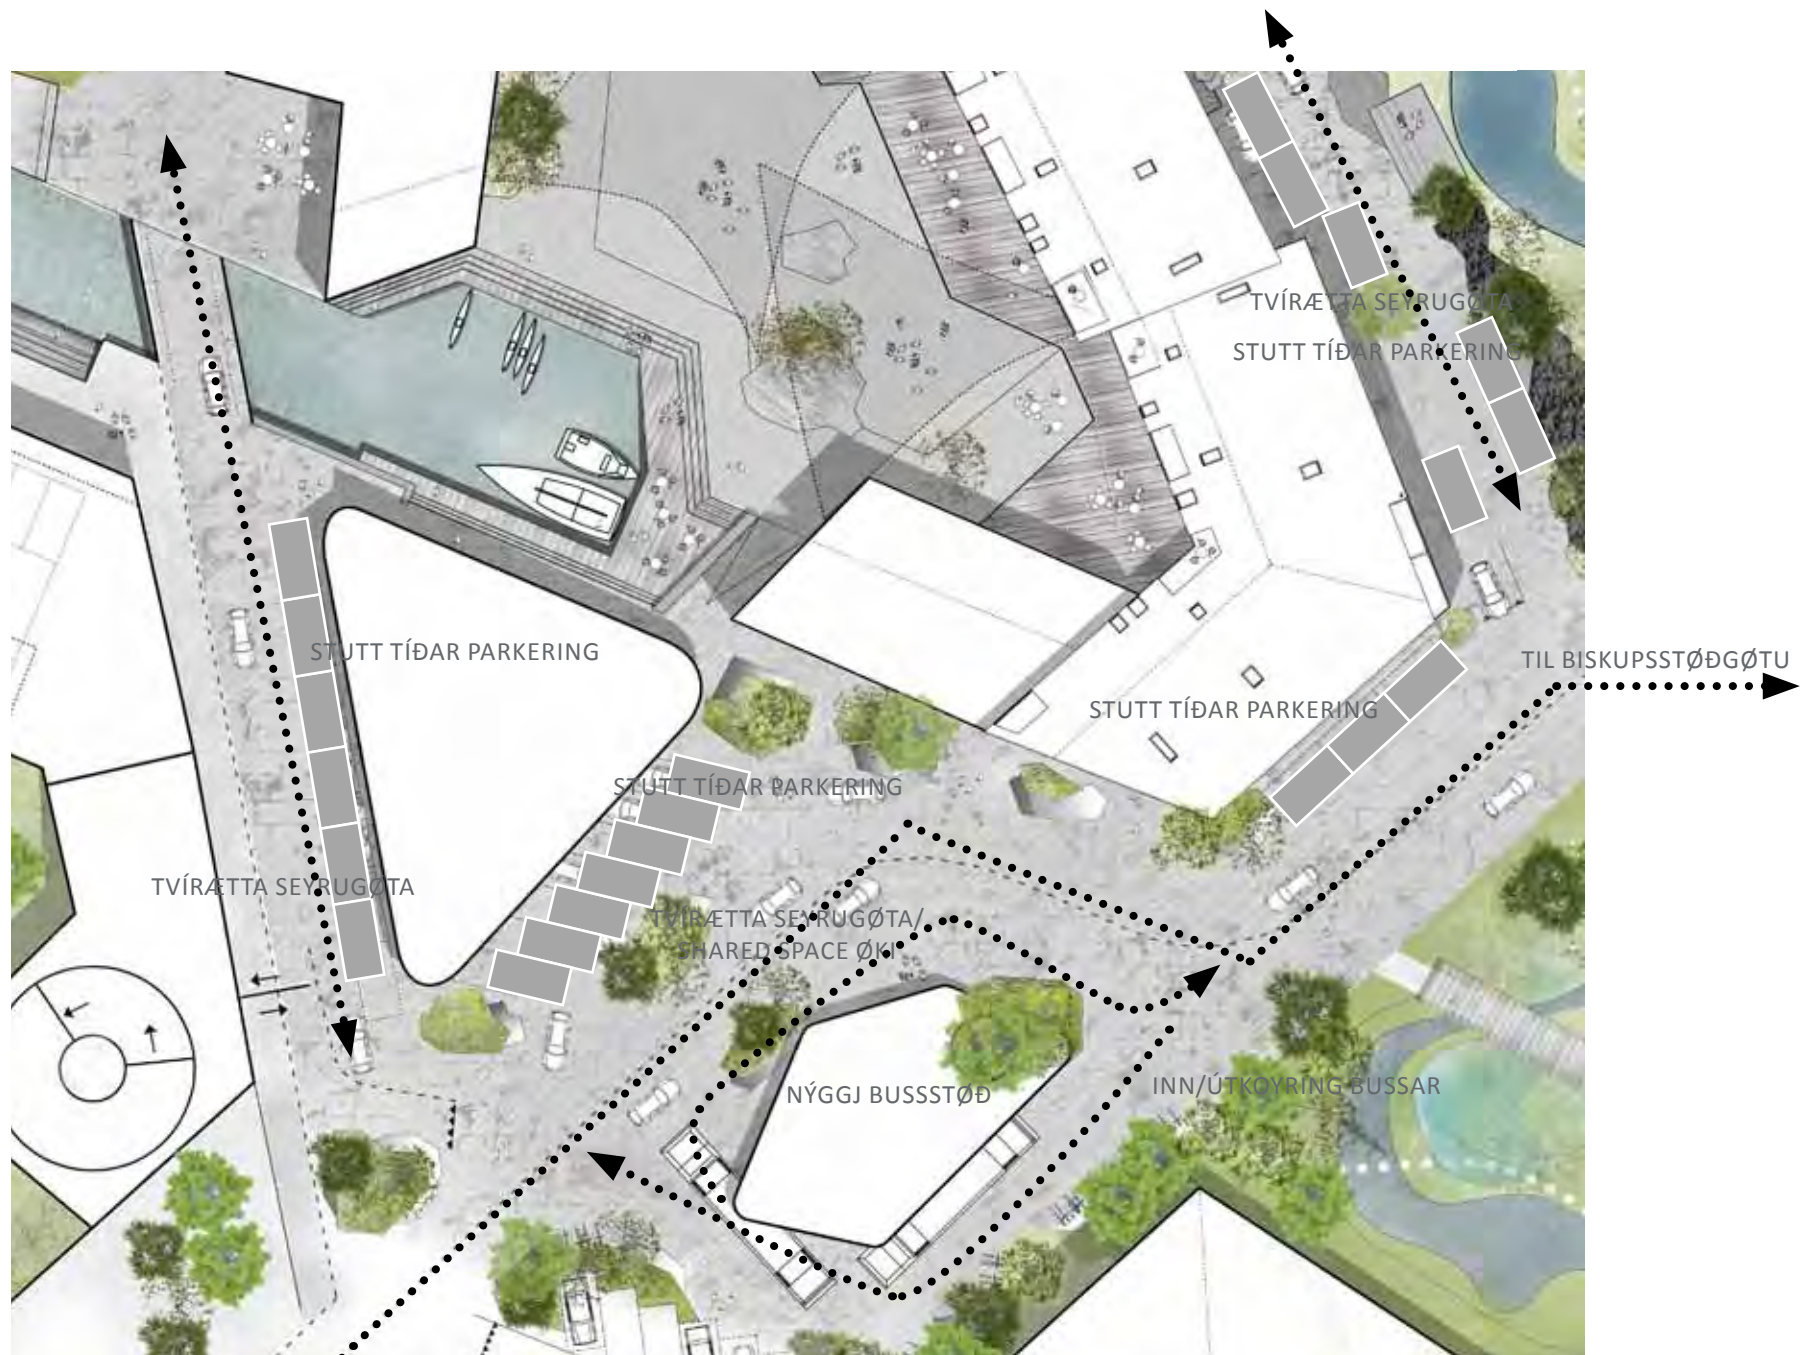 TVÍRÆTTA SEYRUGØTA
STUTT TÍÐAR PARKERING
STUTT TÍÐAR PARKERING
TIL BISKUPSSTØÐGØTU
STUTT TÍÐAR PARKERING
STUTT TÍÐAR PARKERING
TVÍRÆTTA SEYRUGØTA
TVÍRÆTTA SEYRUGØTA/
SHARED SPACE ØKI
NÝGGJ BUSSSTØÐ
INN/ÚTKOYRING BUSSAR